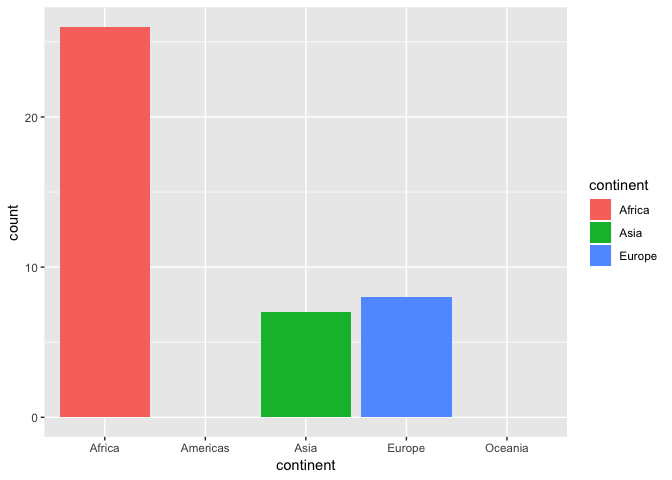 count
20
10
0
Africa Americas Asia Europe Oceania
continent
continent
Africa
Asia
Europe